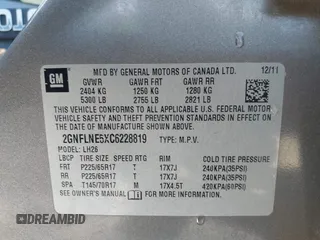 GM
MFD BY GENERAL MOTORS OF CANADA LTD. 12/11
GVWR GAWR FRT GAWR RR
2404 KG 1250 KG 1280 KG
5300 LB 2755 LB 2821 LB
THIS VEHICLE CONFORMS TO ALL APPLICABLE U.S. FEDERAL
MOTOR VEHICLE SAFETY, BUMPER, AND THEFT PREVENTION
STANDARDS IN EFFECT ON THE DATE OF MANUFACTURE SHOWN ABOVE.
2GNFLNE5XC6228819 TYPE: M.P.V.
MODEL: LH26
LBCP TIRE SIZE SPEED RTG RIM COLD TIRE PRESSURE
FRT P225/65R17 T 17X7J 240KPA(35PSI)
RR P225/65R17 T 17X7J 240KPA(35PSI)
SPA T145/70R17 M 17X4.5T 420KPA(60PSI)
SEE OWNER'S MANUAL FOR MORE INFORMATION.